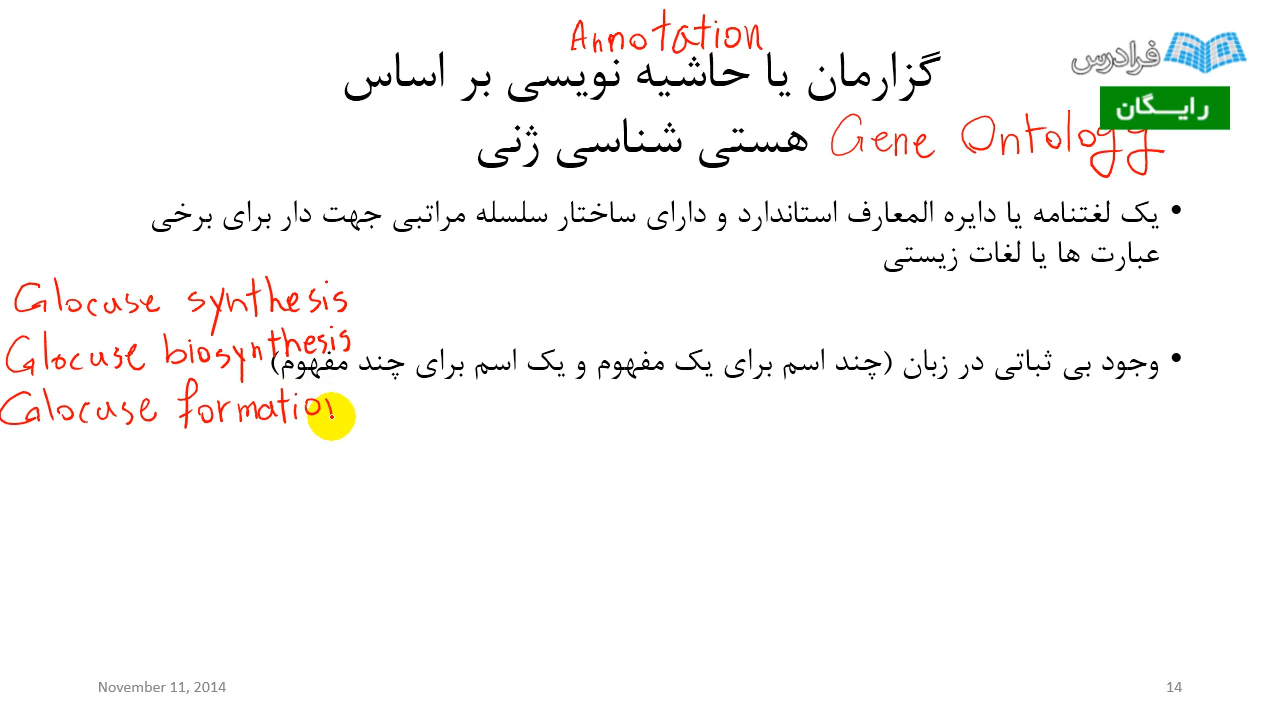 Annotation
فرادرس
رایگان
گزارمان یا حاشیه نویسی بر اساس
هستی شناسی ژنی Gene Ontology
• یک لغتنامه یا دایره المعارف استاندارد و دارای ساختار سلسله مراتبی جهت دار برای برخی
عبارت ها یا لغات زیستی
Glocuse synthesis
Glocuse biosynthesis
• وجود بی ثباتی در زبان (چند اسم برای یک مفهوم و یک اسم برای چند مفهوم)
Glocuse formation
November 11, 2014
14